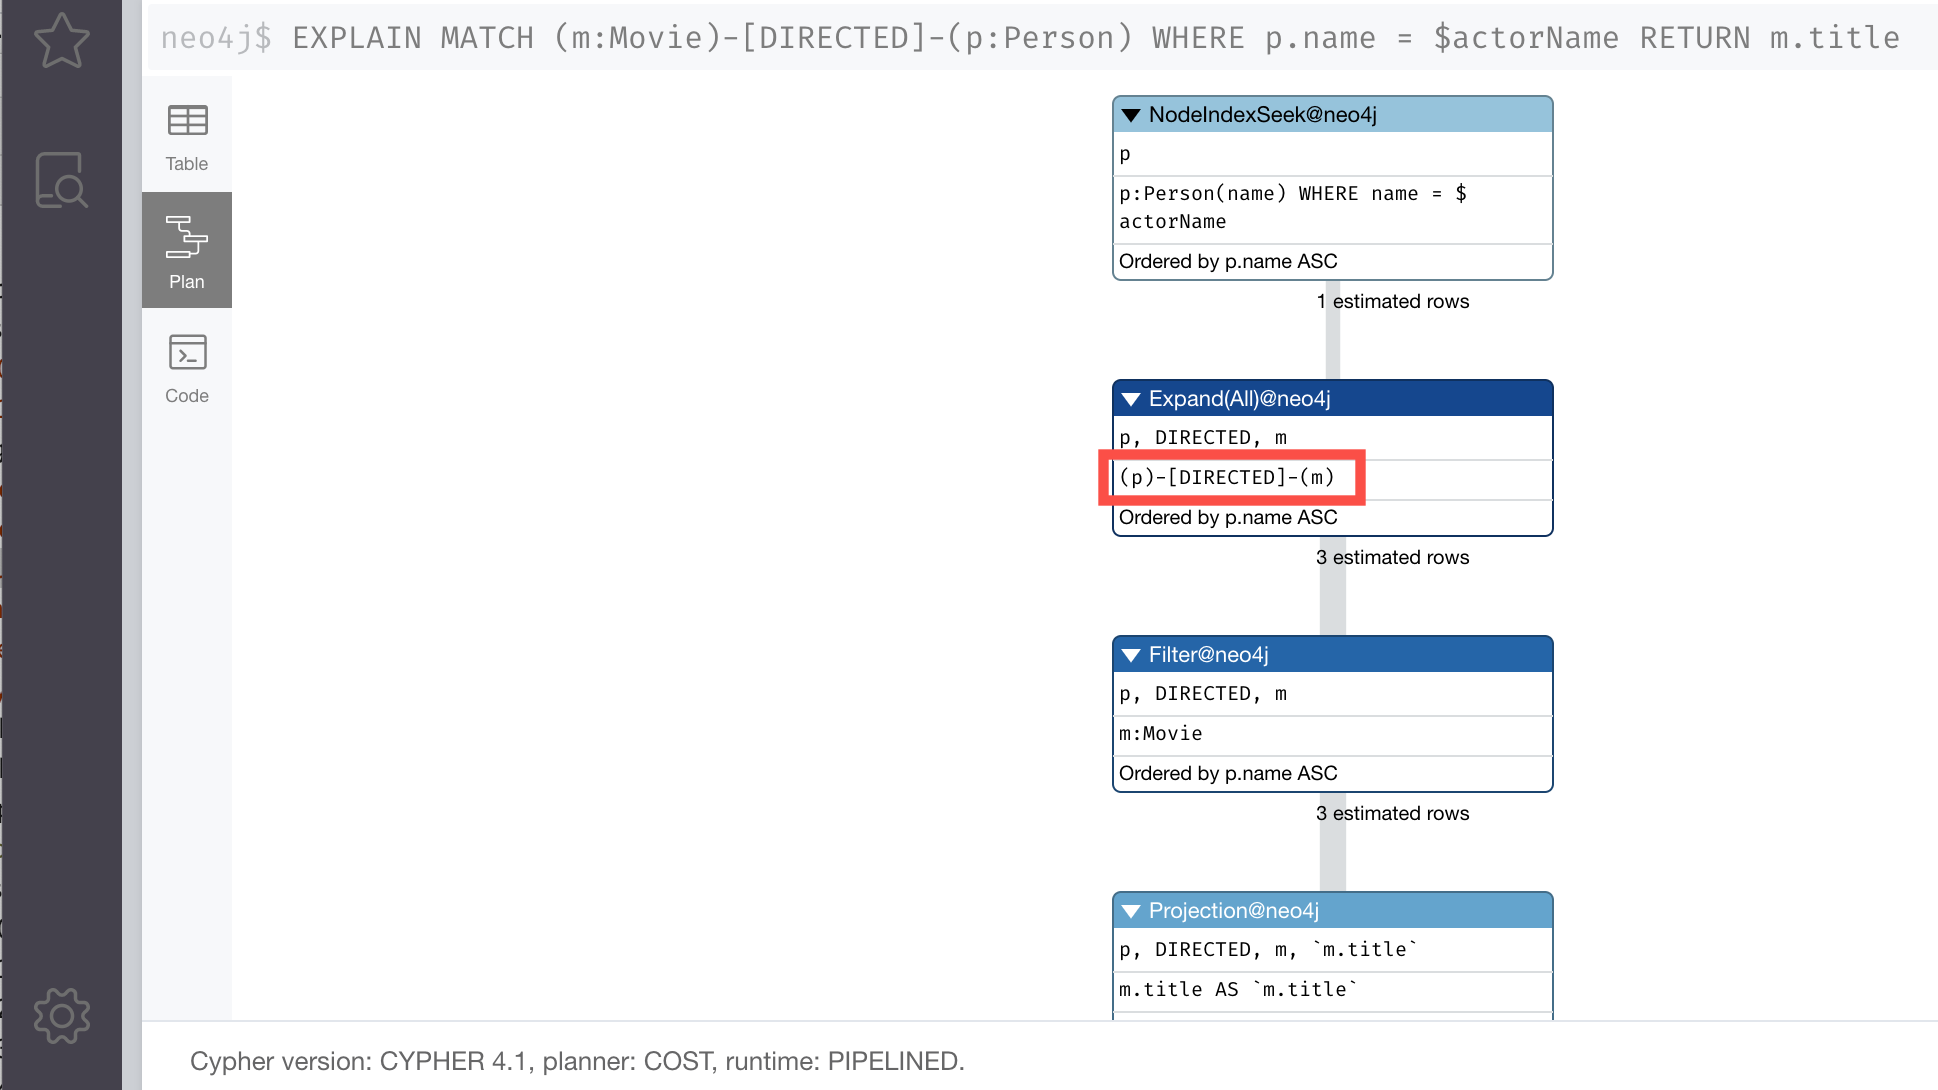 neo4j$ EXPLAIN MATCH (m:Movie)-[DIRECTED]-(p:Person) WHERE p.name = $actorName RETURN m.title
Table
Plan
Code
NodeIndexSeek@neo4j
p
p:Person(name) WHERE name = $
actorName
Ordered by p.name ASC
1 estimated rows
Expand(All)@neo4j
p, DIRECTED, m
(p)-[DIRECTED]-(m)
Ordered by p.name ASC
3 estimated rows
Filter@neo4j
p, DIRECTED, m
m:Movie
Ordered by p.name ASC
3 estimated rows
Projection@neo4j
p, DIRECTED, m, `m.title`
m.title AS `m.title`
Cypher version: CYPHER 4.1, planner: COST, runtime: PIPELINED.